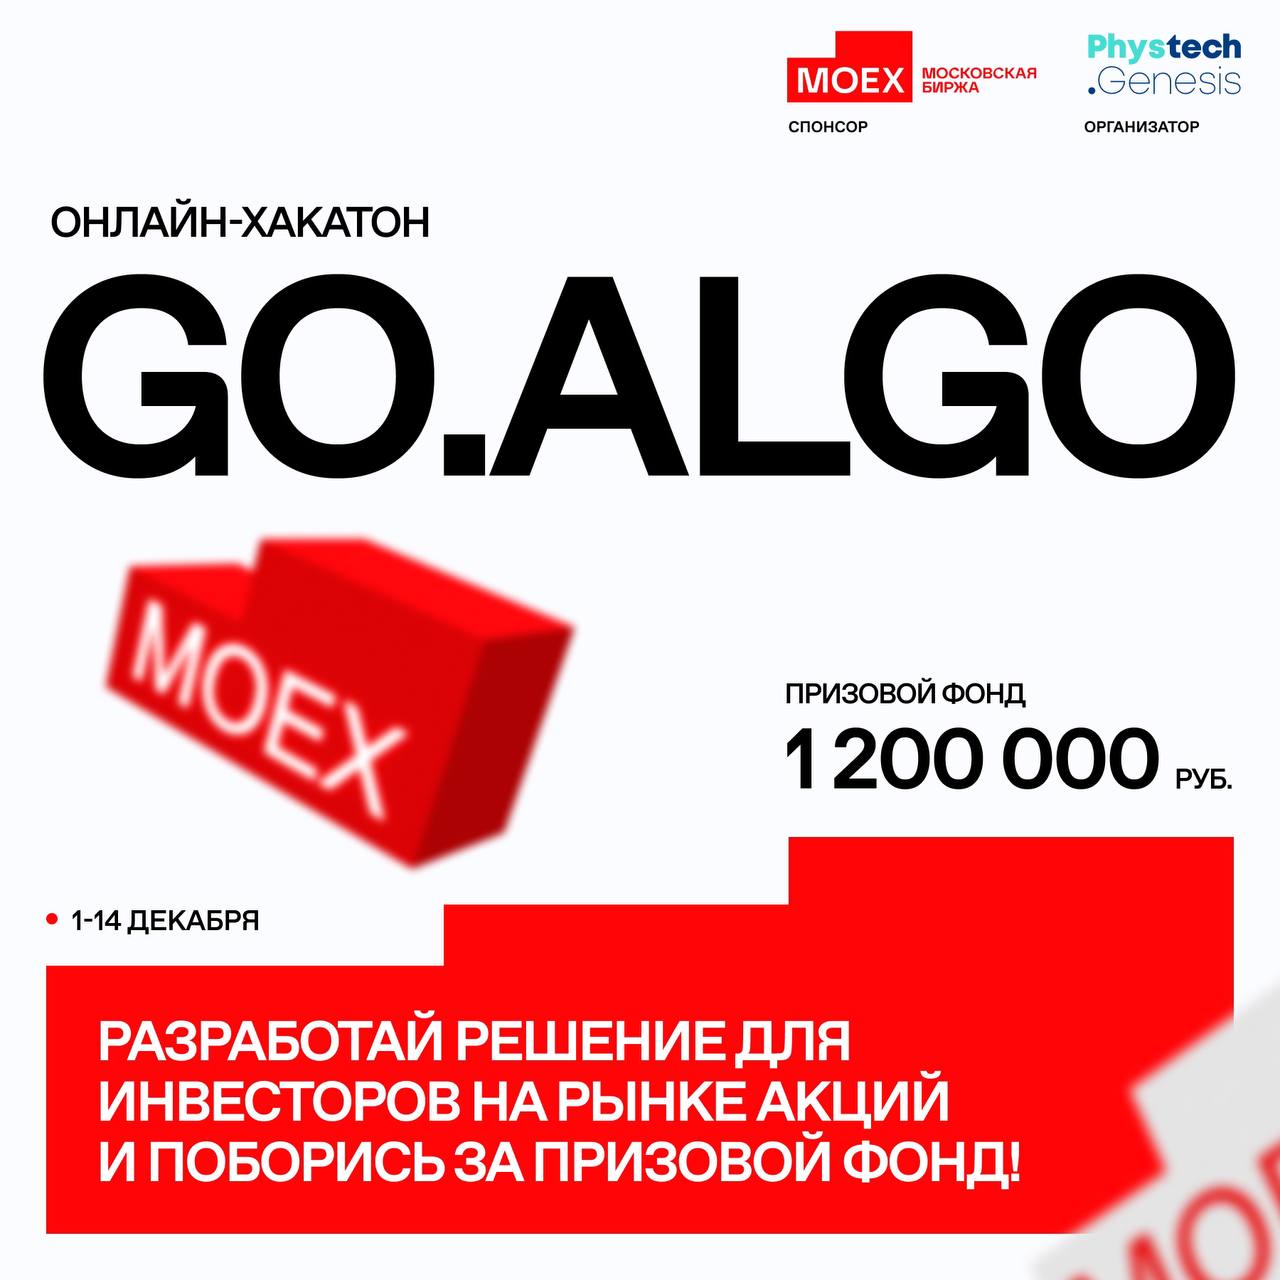 MOEX
МОСКОВСКАЯ
БИРЖА
СПОНСОР
Phystech
.Genesis
ОРГАНИЗАТОР
ОНЛАЙН-ХАКАТОН
GO.ALGO
MOEX
ПРИЗОВОЙ ФОНД
1 200 000 РУБ.
1-14 ДЕКАБРЯ
РАЗРАБОТАЙ РЕШЕНИЕ ДЛЯ
ИНВЕСТОРОВ НА РЫНКЕ АКЦИЙ
И ПОБОРИСЬ ЗА ПРИЗОВОЙ ФОНД!